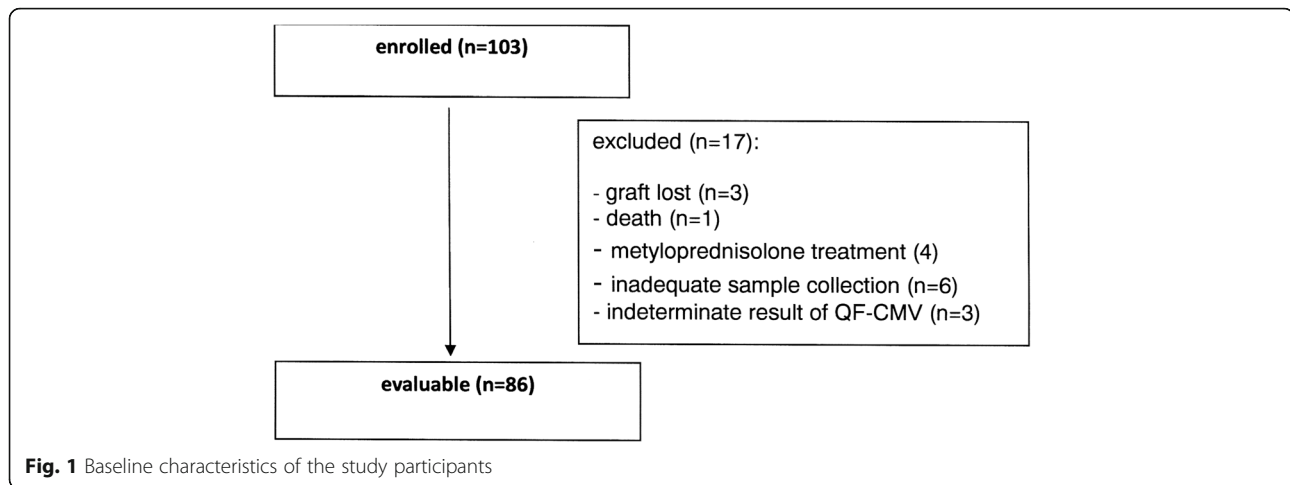 enrolled (n=103)
excluded (n=17):
- graft lost (n=3)
- death (n=1)
- metyloprednisolone treatment (4)
- inadequate sample collection (n=6)
- indeterminate result of QF-CMV (n=3)
evaluable (n=86)
Fig. 1 Baseline characteristics of the study participants